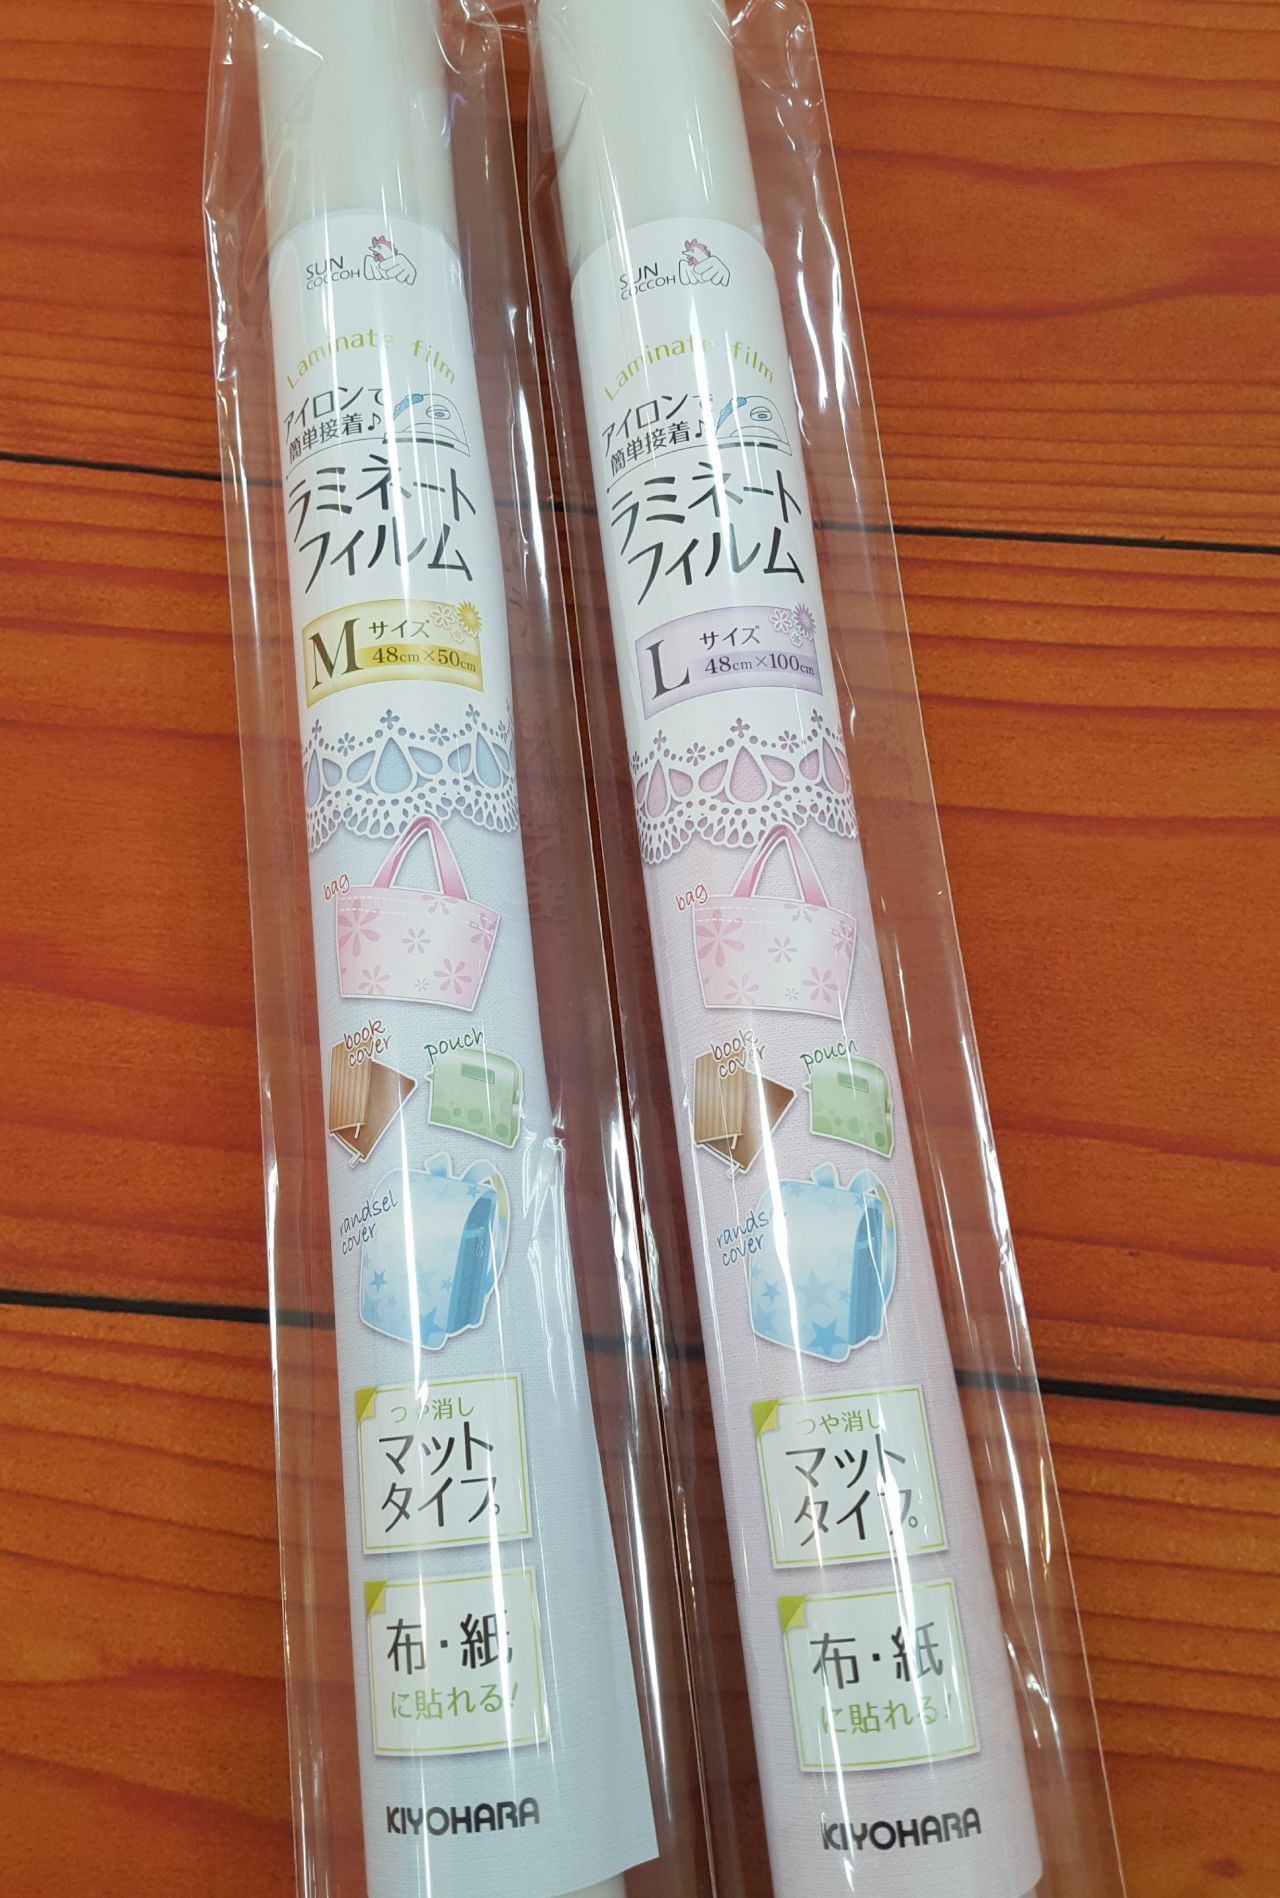 SUN
COCCOH
Laminate film
アイロンで
簡単接着♪
ラミネート
フィルム
M サイズ
48cm×50cm
bag
book
cover
pouch
randsel
cover
つや消し
マット
タイプ
布・紙
に貼れる!
KIYOHARA
SUN
COCCOH
Laminate film
アイロンで
簡単接着♪
ラミネート
フィルム
L サイズ
48cm×100cm
bag
book
cover
pouch
randsel
cover
つや消し
マット
タイプ
布・紙
に貼れる!
KIYOHARA